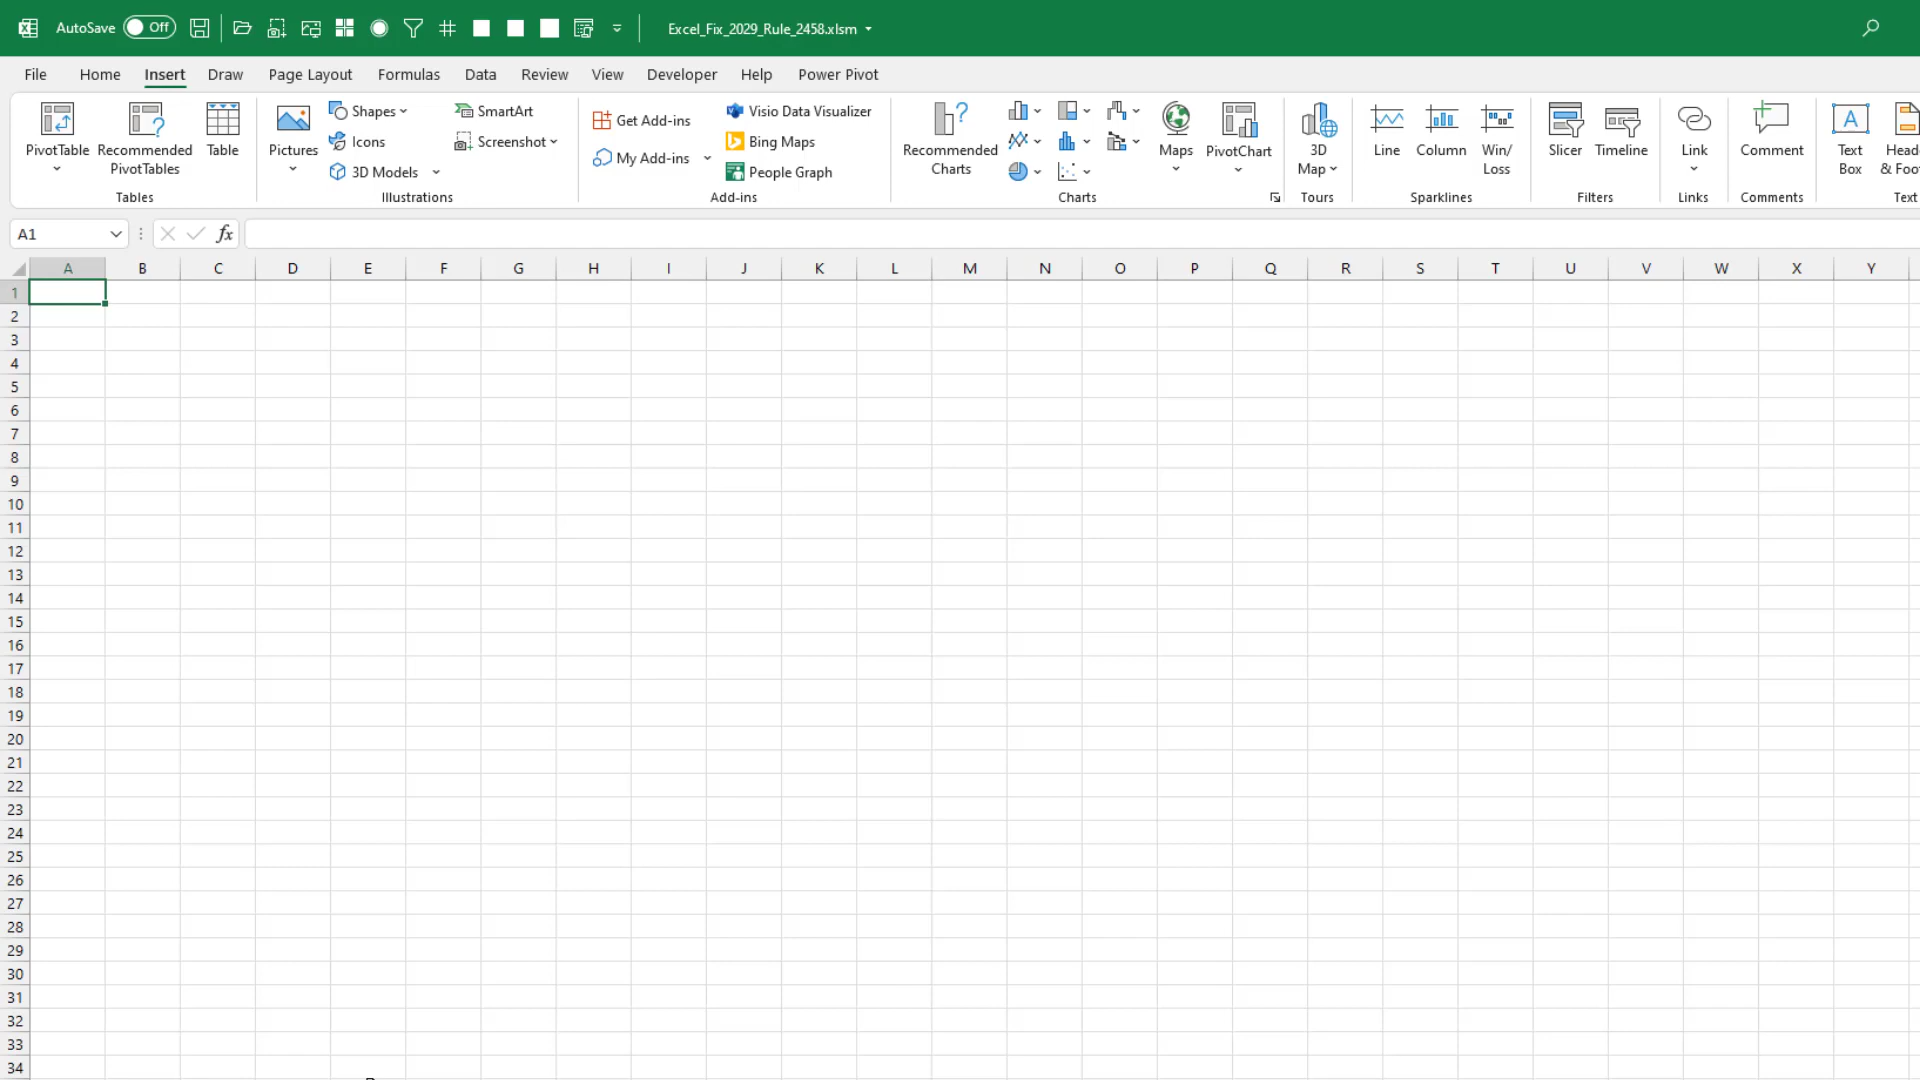 AutoSave Off Excel_Fix_2029_Rule_2458.xlsm
File Home Insert Draw Page Layout Formulas Data Review View Developer Help Power Pivot
PivotTable
Recommended
PivotTables
Table
Tables
Pictures
Shapes
Icons
3D Models
SmartArt
Screenshot
Illustrations
Get Add-ins
My Add-ins
Visio Data Visualizer
Bing Maps
People Graph
Add-ins
Recommended
Charts
Maps
PivotChart
Charts
3D
Map
Tours
Line
Column
Win/
Loss
Sparklines
Slicer
Timeline
Filters
Link
Links
Comment
Comments
Text
Box
Heade
& Foo
Text
A1 fx
A B C D E F G H I J K L M N O P Q R S T U V W X Y
1
2
3
4
5
6
7
8
9
10
11
12
13
14
15
16
17
18
19
20
21
22
23
24
25
26
27
28
29
30
31
32
33
34